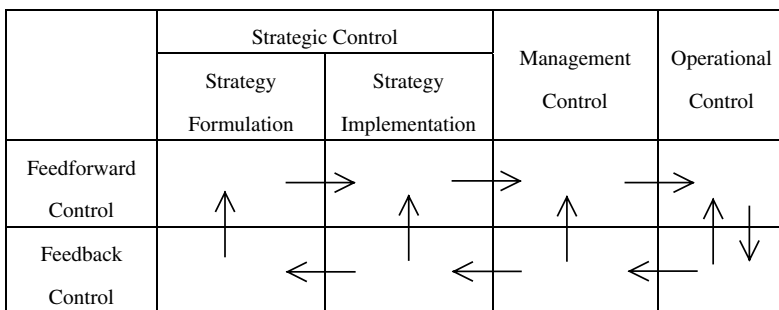 Strategic Control
Strategy
Formulation
Strategy
Implementation
Management
Control
Operational
Control
Feedforward
Control
Feedback
Control